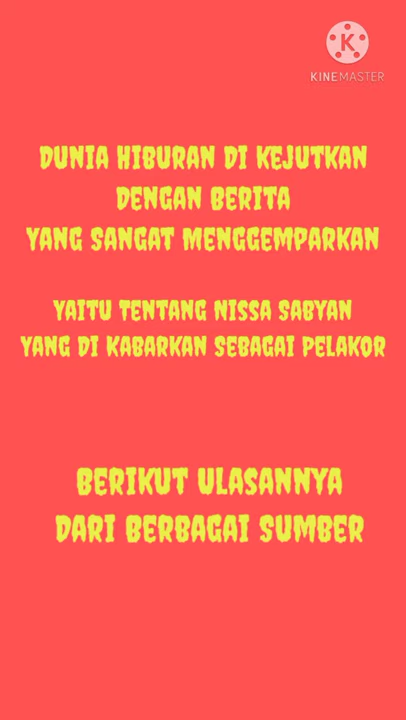 KINEMASTER
DUNIA HIBURAN DI KEJUTKAN
DENGAN BERITA
YANG SANGAT MENGGEMPARKAN
YAITU TENTANG NISSA SABYAN
YANG DI KABARKAN SEBAGAI PELAKOR
BERIKUT ULASANNYA
DARI BERBAGAI SUMBER